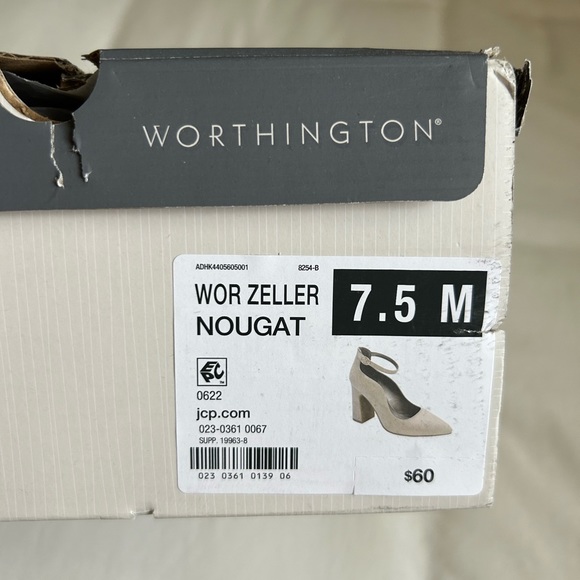 WORTHINGTON®
ADHK4405605001 8254-B
WOR ZELLER
NOUGAT
7.5 M
EPC™
0622
jcp.com
023-0361 0067
SUPP. 19963-8
023 0361 0139 06
$60